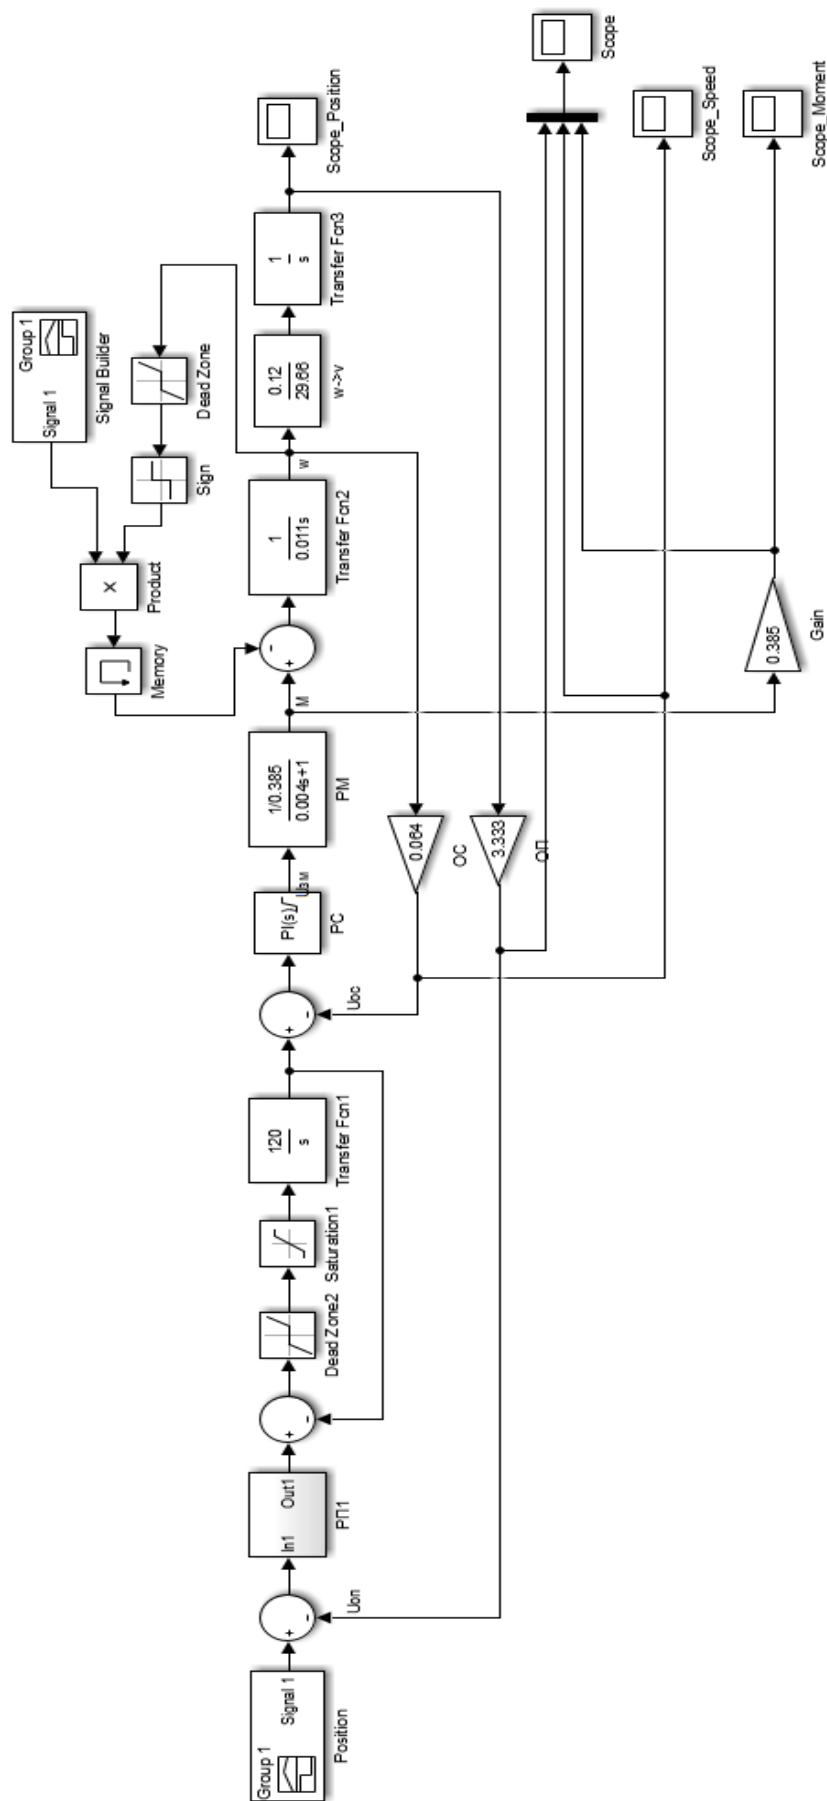 Group 1
Signal 1
Position
Uоп
In1 Out1
РП1
Dead Zone2
Saturation1
120
s
Transfer Fcn1
Uос
PI(s)
РС
Uзм
1/0.385
0.004s+1
РМ
M
Memory
×
Product
Sign
Dead Zone
Group 1
Signal 1
Signal Builder
1
0.011s
Transfer Fcn2
w
0.12
29.66
w->v
1
s
Transfer Fcn3
Scope_Position
0.064
ОС
3.333
ОП
0.385
Gain
Scope
Scope_Speed
Scope_Moment